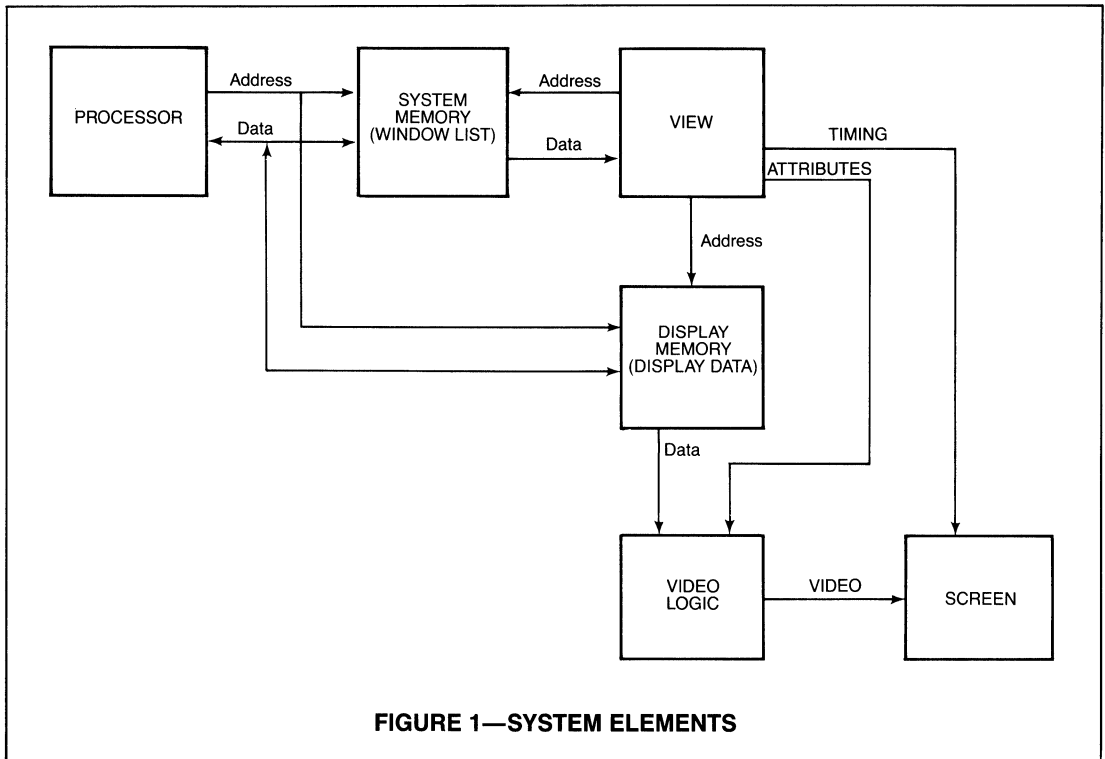 PROCESSOR
Address
Data
SYSTEM
MEMORY
(WINDOW LIST)
Address
Data
VIEW
TIMING
ATTRIBUTES
Address
DISPLAY
MEMORY
(DISPLAY DATA)
Data
VIDEO
LOGIC
VIDEO
SCREEN
FIGURE 1—SYSTEM ELEMENTS